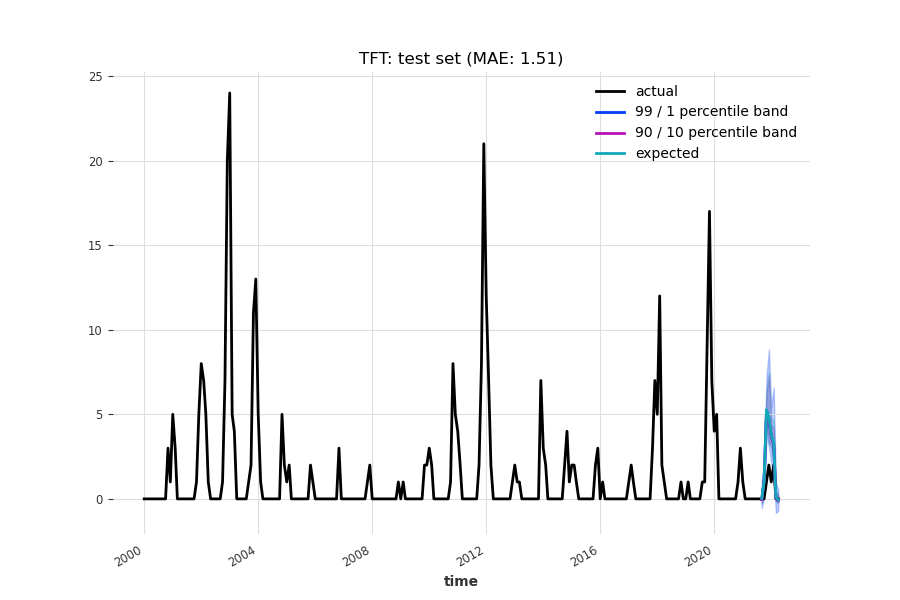 TFT: test set (MAE: 1.51)
25
20
15
10
5
0
actual
99 / 1 percentile band
90 / 10 percentile band
expected
2000
2004
2008
2012
2016
2020
time